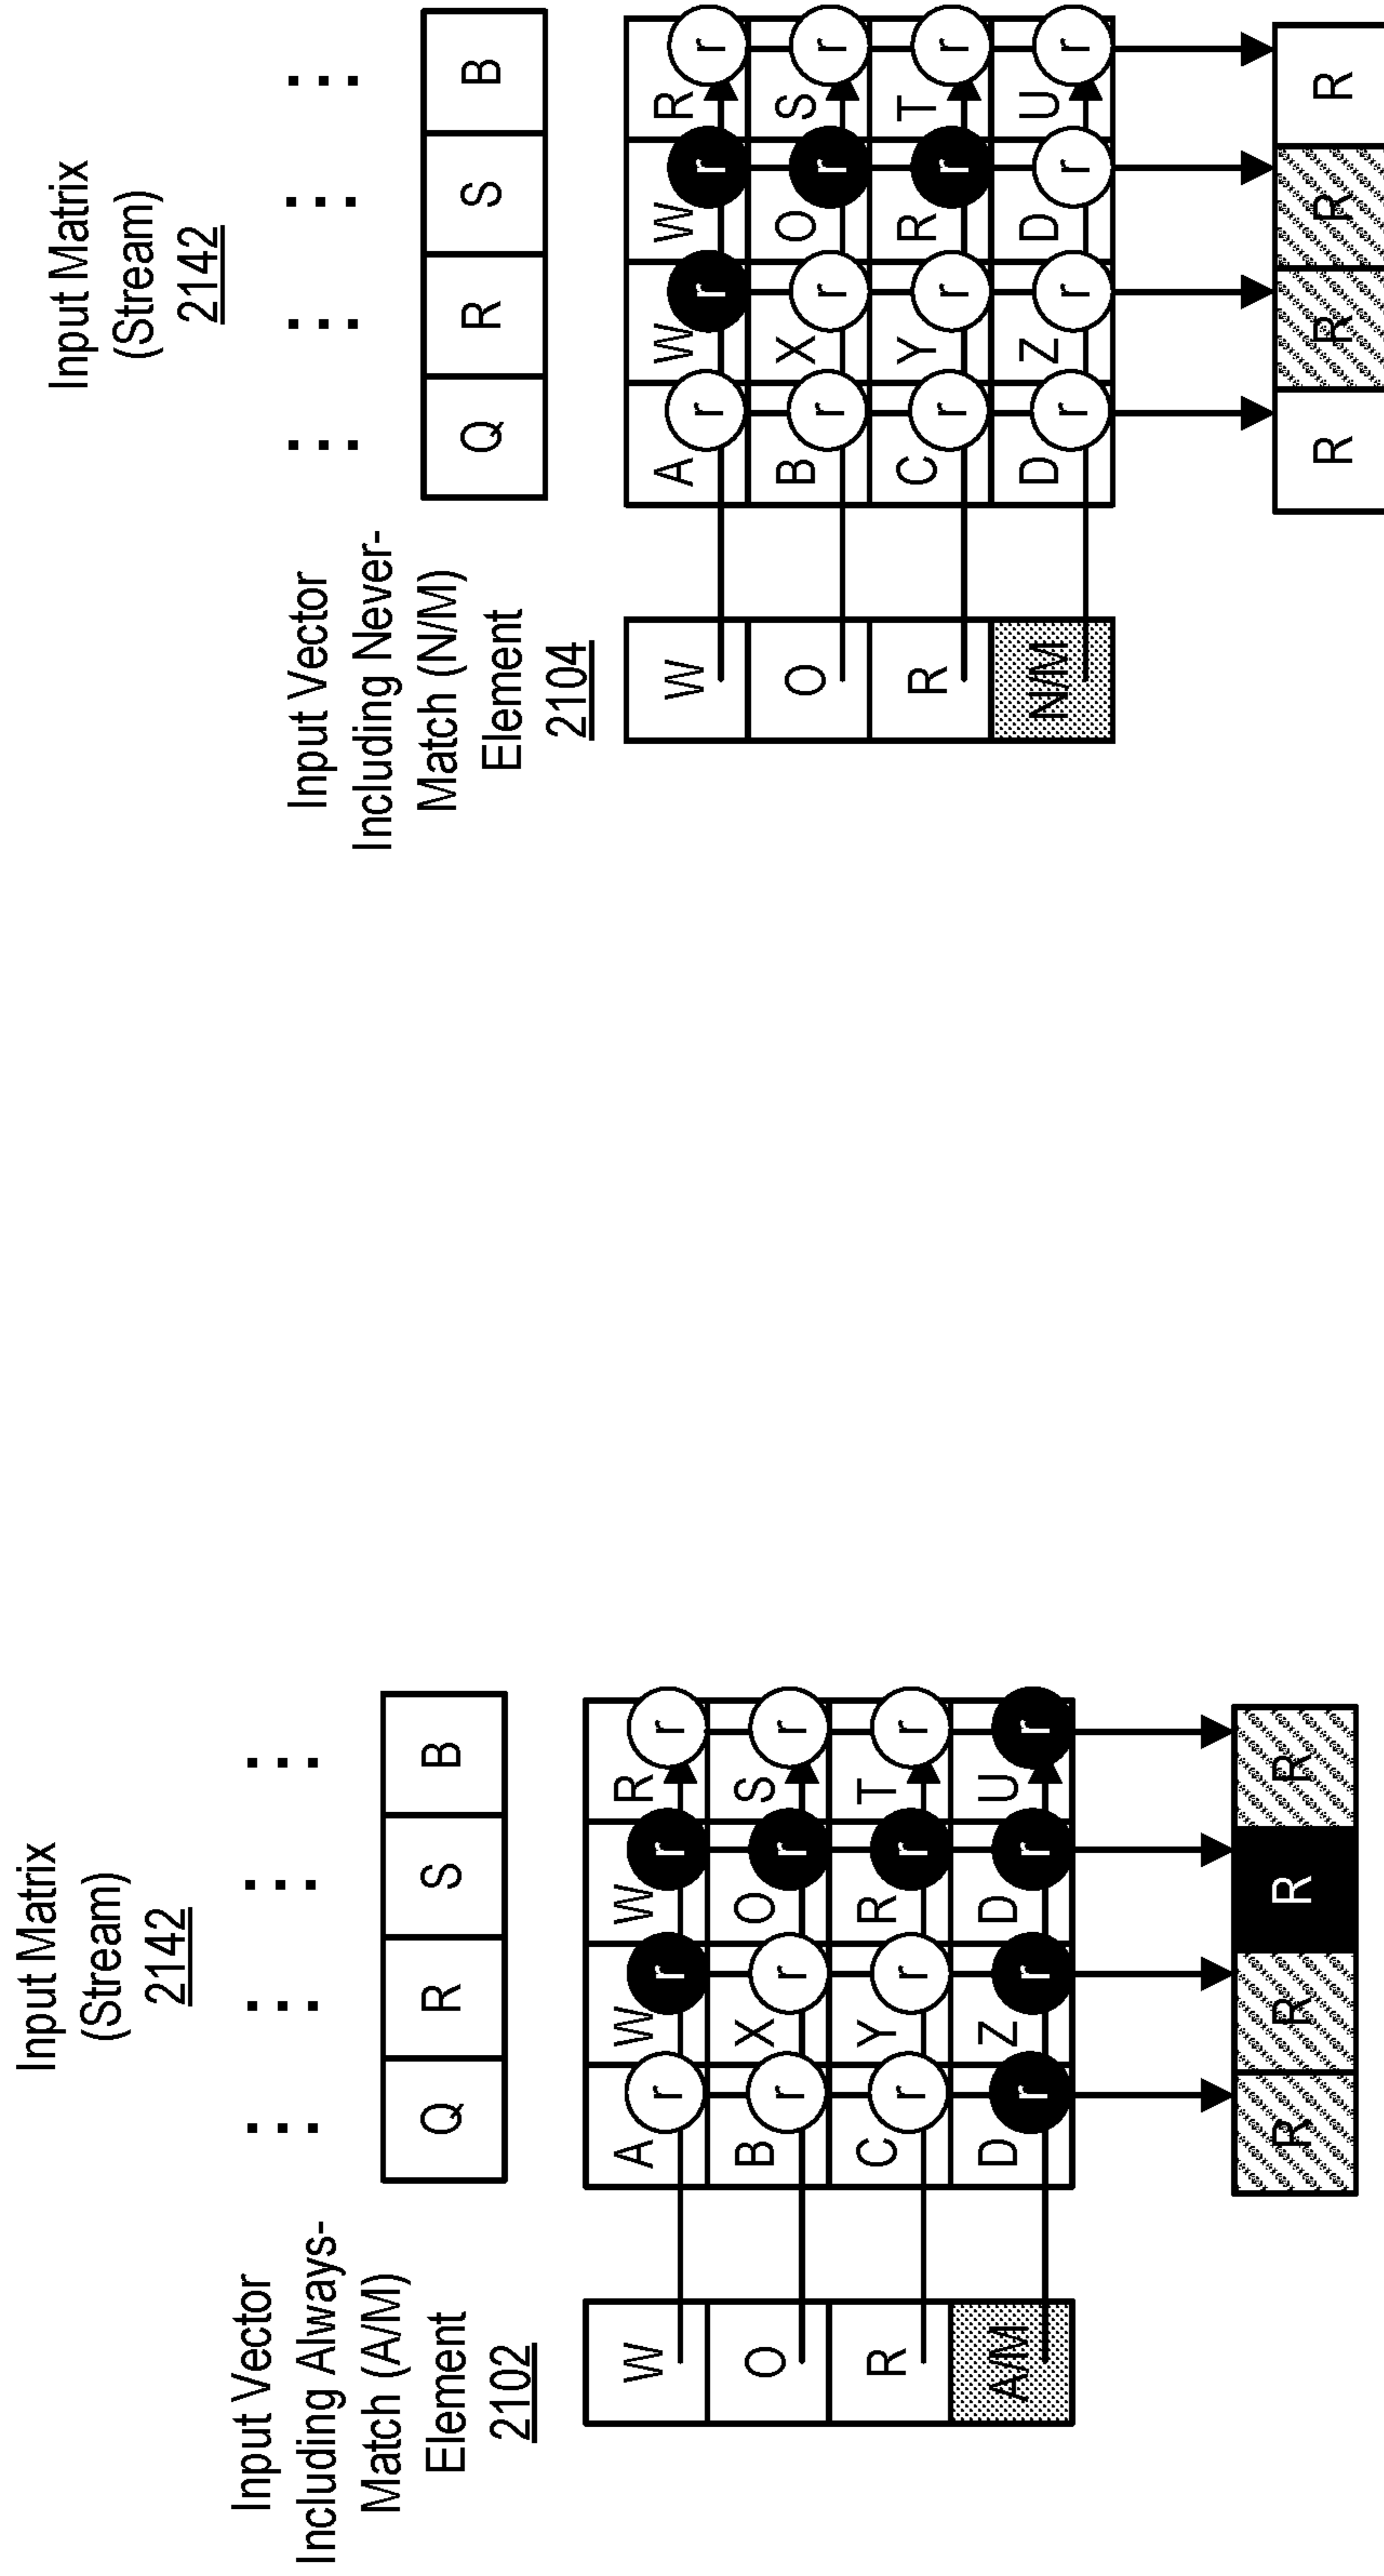 Input Matrix
(Stream)
2142
... ... ... ...
Q R S B
Input Vector
Including Always-
Match (A/M)
Element
2102
W A r W r W r R r
O B r X r O r S r
R C r Y r R r T r
A/M D r Z r D r U r
R R R R
Input Matrix
(Stream)
2142
... ... ... ...
Q R S B
Input Vector
Including Never-
Match (N/M)
Element
2104
W A r W r W r R r
O B r X r O r S r
R C r Y r R r T r
N/M D r Z r D r U r
R R R R